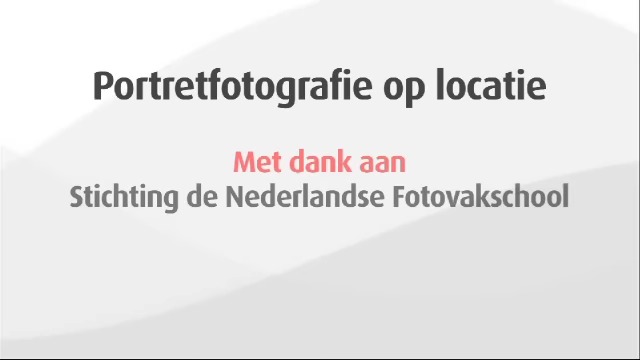 Portretfotografie op locatie
Met dank aan
Stichting de Nederlandse Fotovakschool